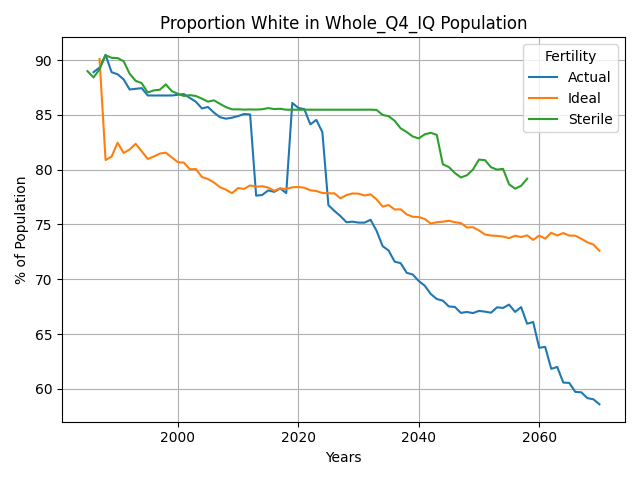 Proportion White in Whole_Q4_IQ Population
Fertility
Actual
Ideal
Sterile
% of Population
90
85
80
75
70
65
60
2000
2020
2040
2060
Years